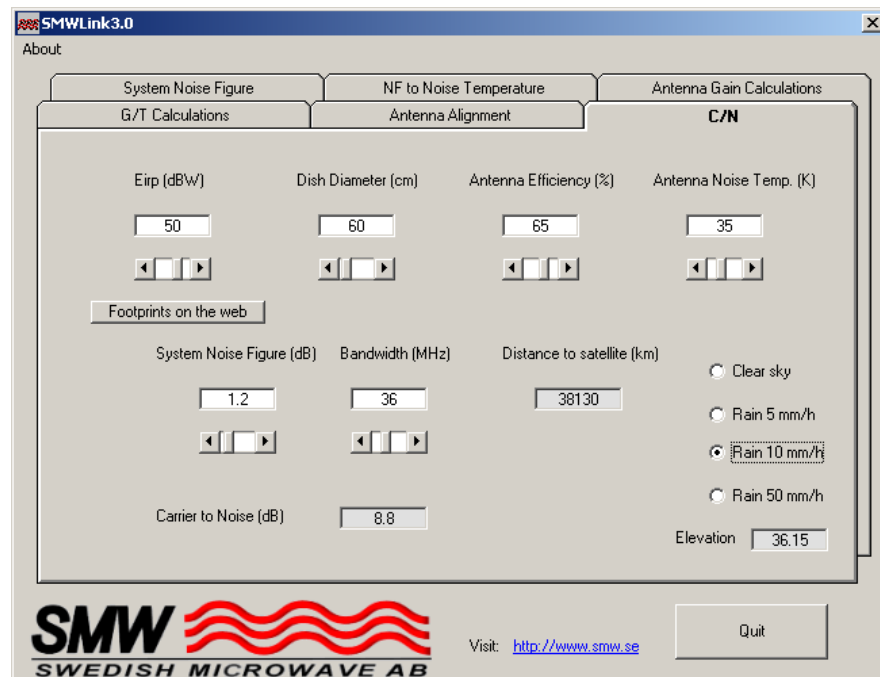 SMWLink3.0
About
System Noise Figure
NF to Noise Temperature
Antenna Gain Calculations
G/T Calculations
Antenna Alignment
C/N
Eirp (dBW)
Dish Diameter (cm)
Antenna Efficiency (%)
Antenna Noise Temp. (K)
50
60
65
35
Footprints on the web
System Noise Figure (dB)
Bandwidth (MHz)
Distance to satellite (km)
1.2
36
38130
Clear sky
Rain 5 mm/h
Rain 10 mm/h
Rain 50 mm/h
Carrier to Noise (dB)
8.8
Elevation
36.15
SMW
SWEDISH MICROWAVE AB
Visit: http://www.smw.se
Quit